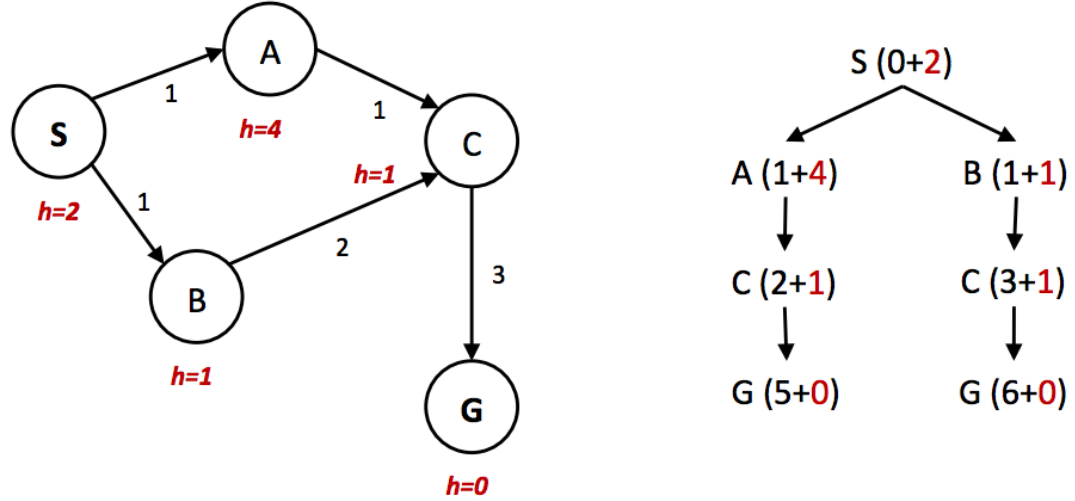 A
1
h=4
1
S
h=2
C
h=1
1
2
B
h=1
3
G
h=0
S (0+2)
A (1+4)
B (1+1)
C (2+1)
C (3+1)
G (5+0)
G (6+0)